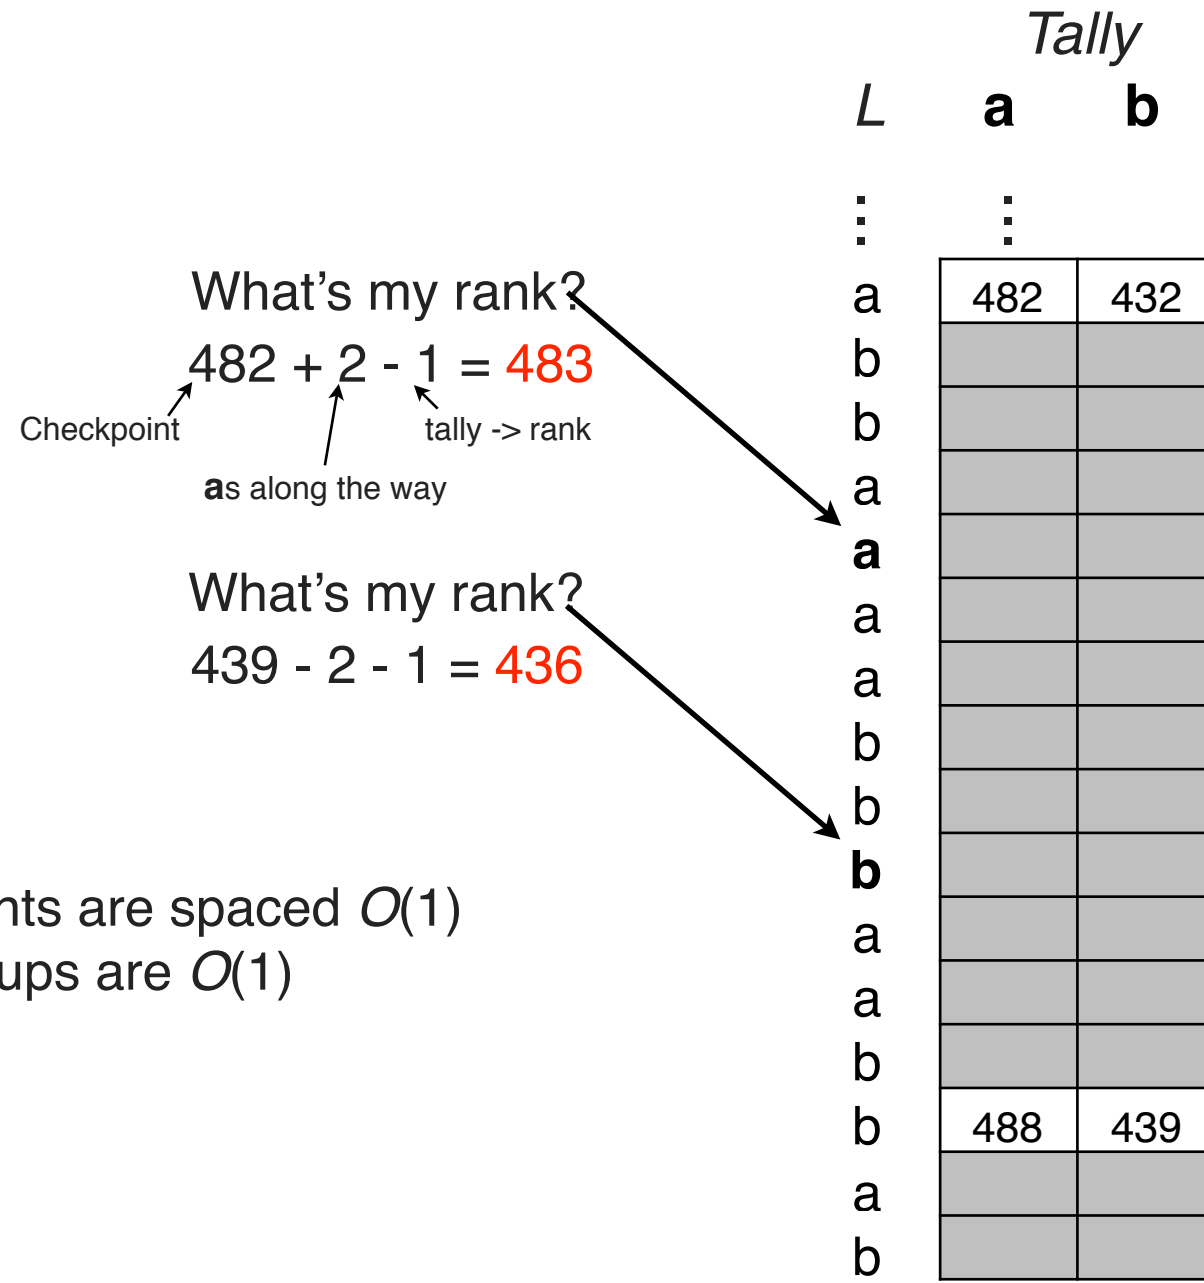 Tally
L a b
What's my rank?
482 + 2 - 1 = 483
Checkpoint
tally -> rank
as along the way
What's my rank?
439 - 2 - 1 = 436
nts are spaced O(1)
ups are O(1)
⋮ ⋮
a 482 432
b
b
a
a
a
a
b
b
b
a
a
b
b 488 439
a
b